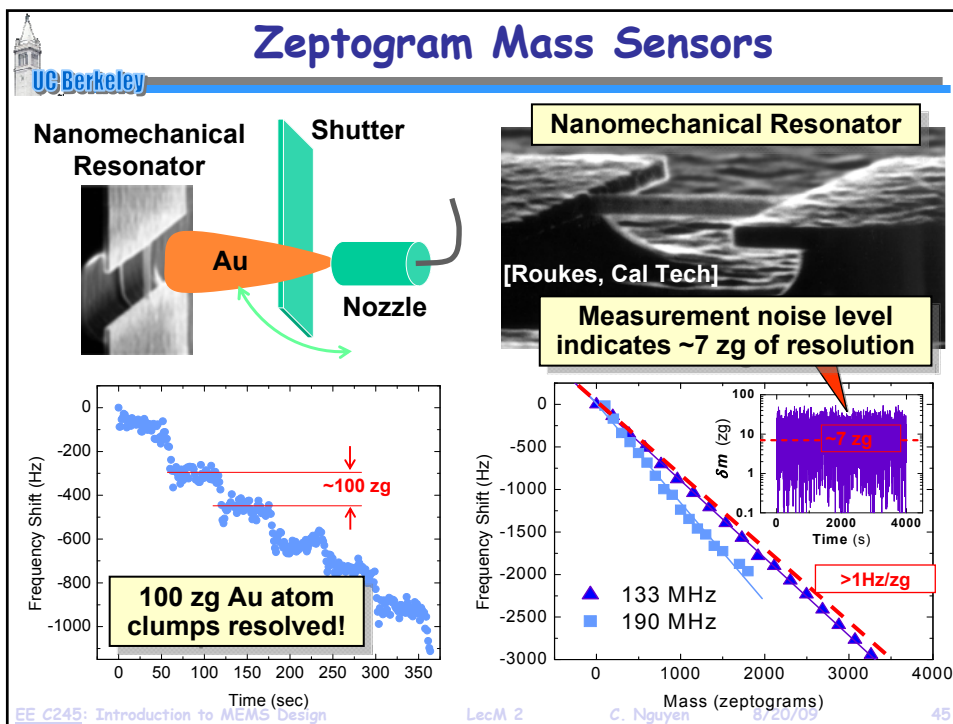 Zeptogram Mass Sensors
UC Berkeley
Nanomechanical
Resonator
Shutter
Au
Nozzle
Nanomechanical Resonator
[Roukes, Cal Tech]
Measurement noise level
indicates ~7 zg of resolution
0
-200
-400
-600
-800
-1000
Frequency Shift (Hz)
~100 zg
100 zg Au atom
clumps resolved!
0 50 100 150 200 250 300 350
Time (sec)
0
-500
-1000
-1500
-2000
-2500
-3000
Frequency Shift (Hz)
100
10
1
0.1
δm (zg)
~7 zg
0 2000 4000
Time (s)
>1Hz/zg
133 MHz
190 MHz
0 1000 2000 3000 4000
Mass (zeptograms)
EE C245: Introduction to MEMS Design LecM 2 C. Nguyen 8/20/09 45